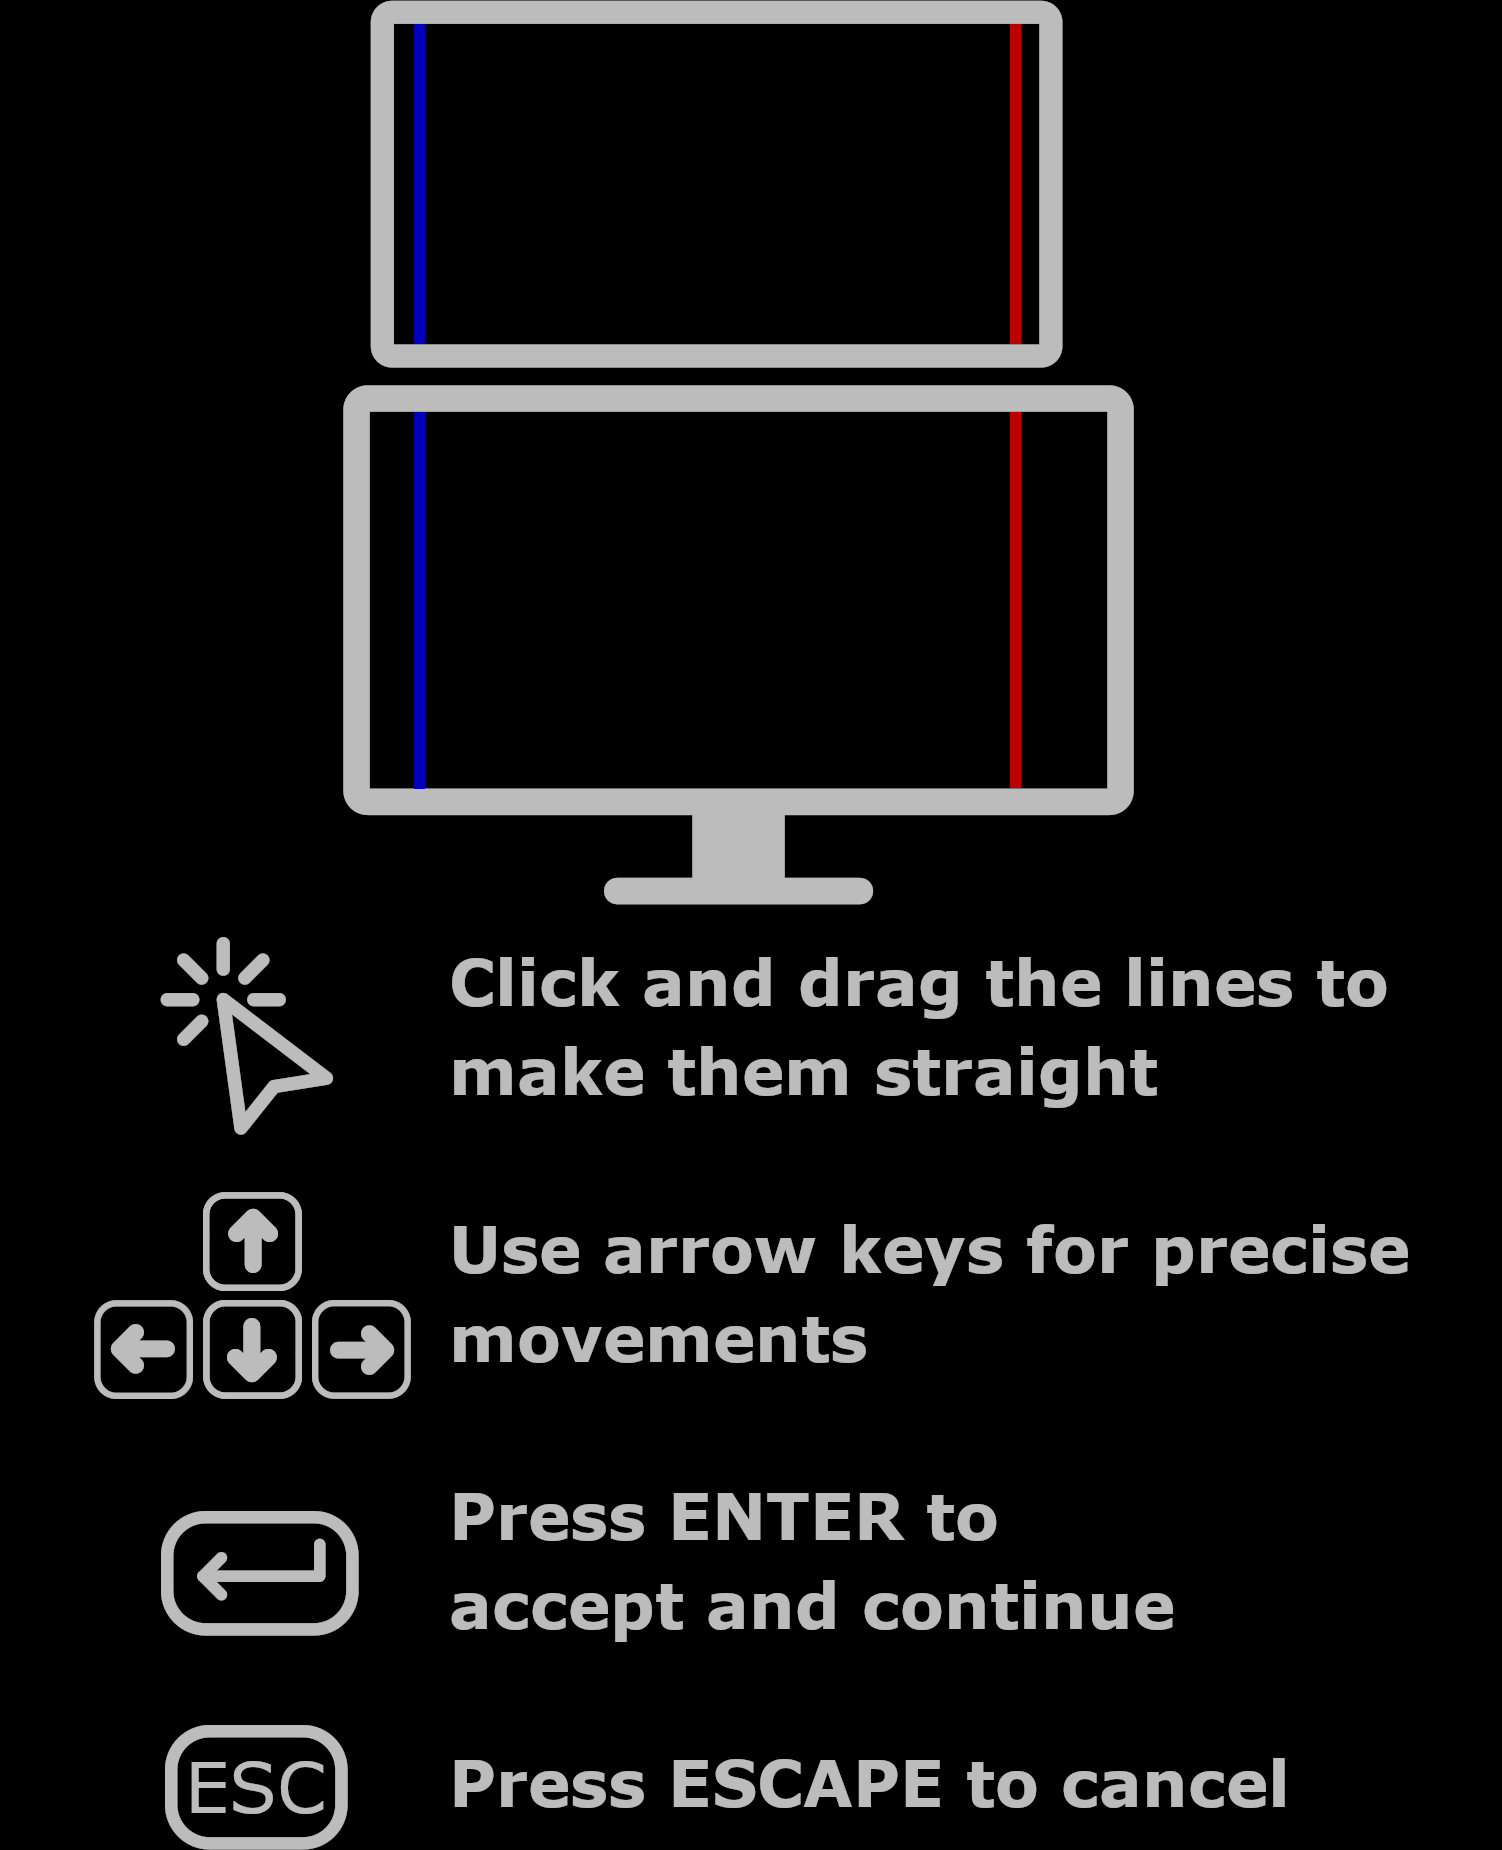 Click and drag the lines to
make them straight
Use arrow keys for precise
movements
Press ENTER to
accept and continue
ESC
Press ESCAPE to cancel